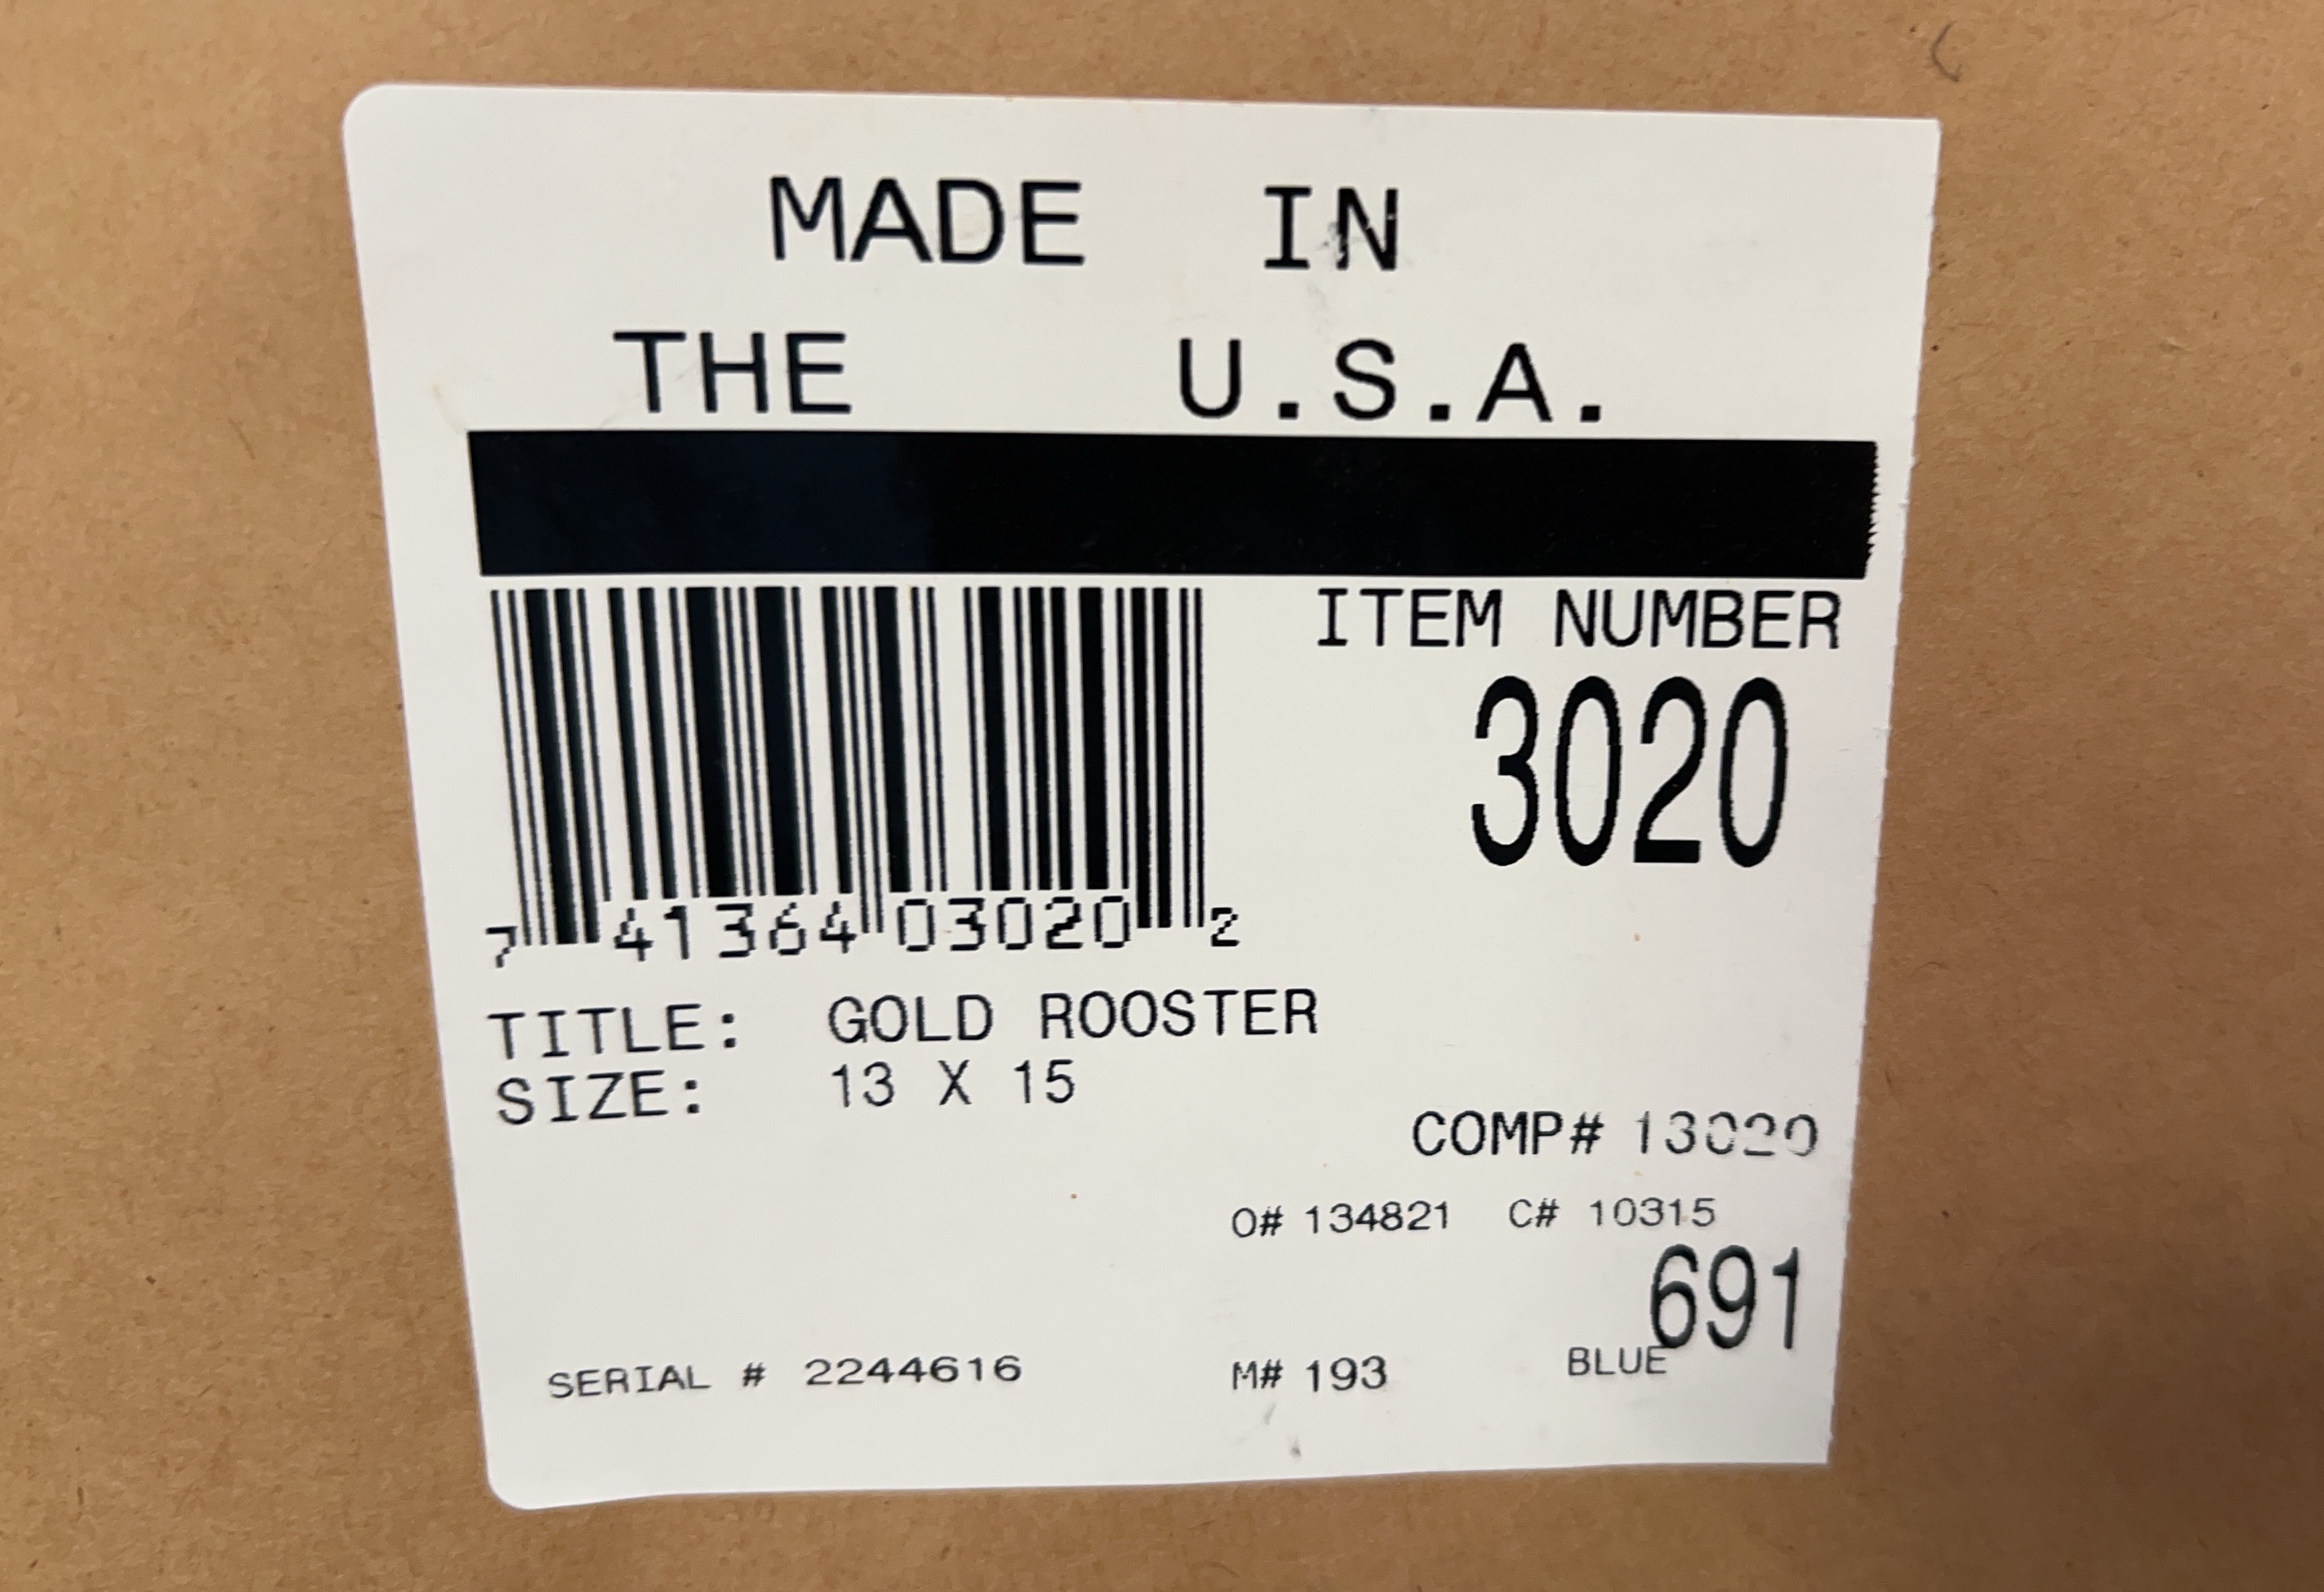 MADE IN
THE U.S.A.
ITEM NUMBER
3020
7 41364 03020 2
TITLE: GOLD ROOSTER
SIZE: 13 X 15
COMP# 13020
O# 134821 C# 10315
691
SERIAL # 2244616 M# 193 BLUE